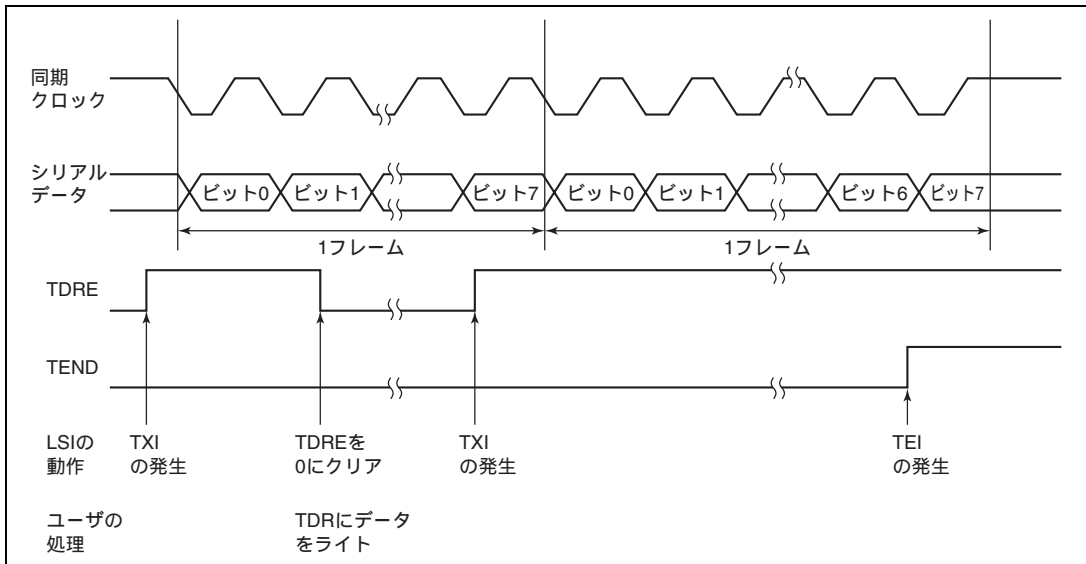 同期
クロック
シリアル
データ
ビット0 ビット1 ビット7 ビット0 ビット1 ビット6 ビット7
1フレーム 1フレーム
TDRE
TEND
LSIの
動作
TXI
の発生
TDREを
0にクリア
TXI
の発生
TEI
の発生
ユーザの
処理
TDRにデータ
をライト